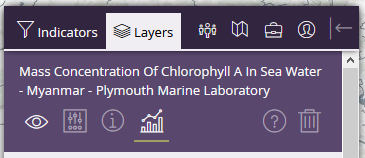 Indicators Layers
Mass Concentration Of Chlorophyll A In Sea Water
- Myanmar - Plymouth Marine Laboratory